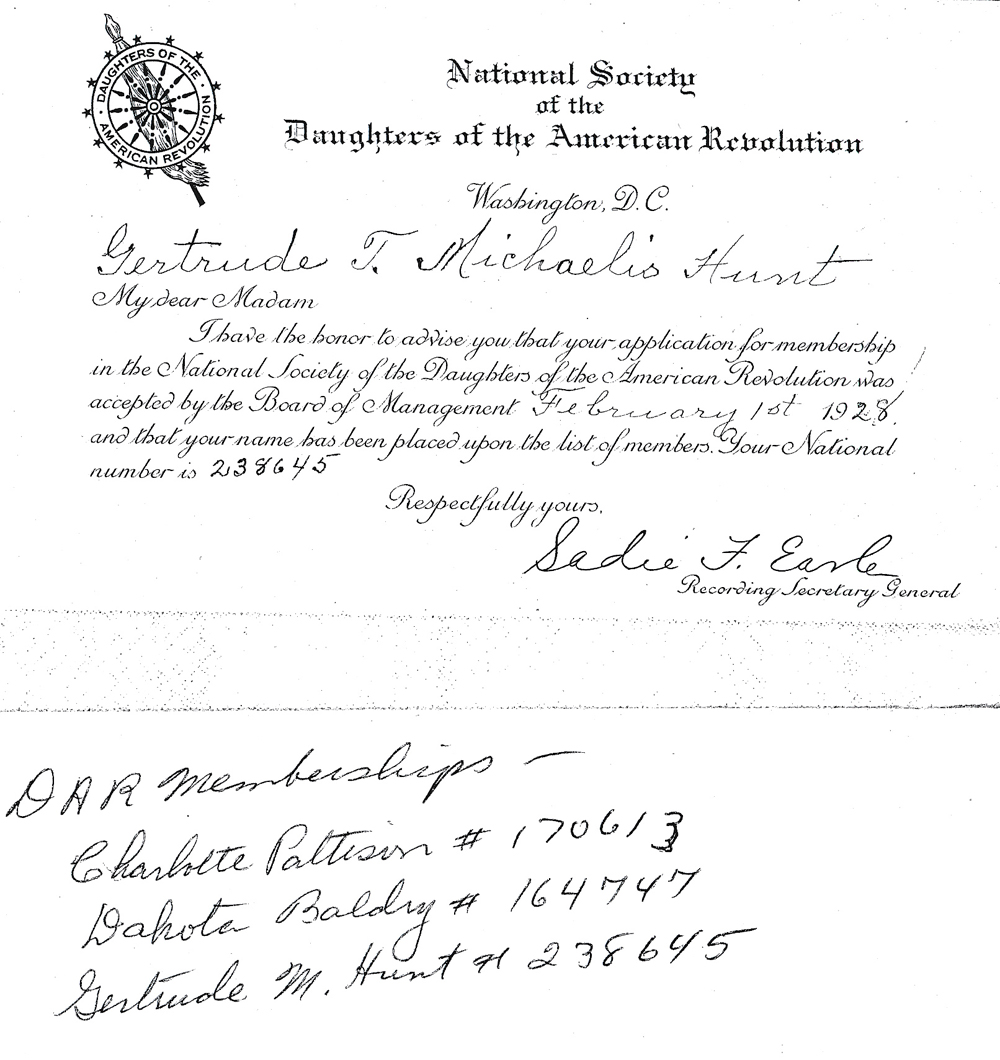 DAUGHTERS OF THE
AMERICAN REVOLUTION
National Society
of the
Daughters of the American Revolution
Washington, D.C.
Gertrude T. Michaelis Hunt
My dear Madam
I have the honor to advise you that your application for membership
in the National Society of the Daughters of the American Revolution was
accepted by the Board of Management February 1st 1928.
and that your name has been placed upon the list of members. Your National
number is 238645
Respectfully yours,
Sadie F. Earle
Recording Secretary General
DAR Memberships —
Charlotte Pattison # 170613
Dakota Baldry # 164747
Gertrude M. Hunt # 238645